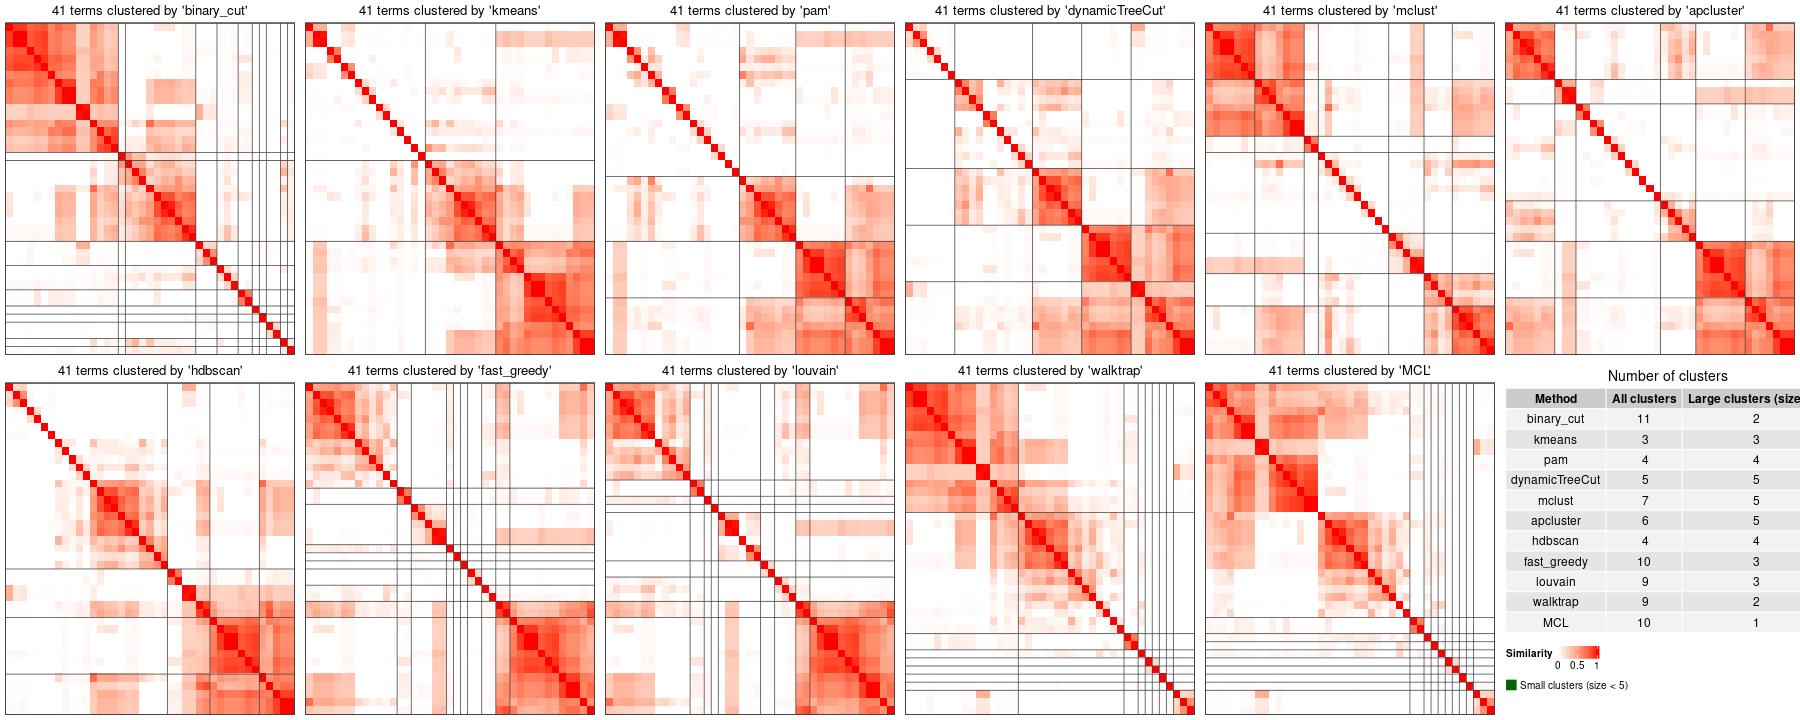 41 terms clustered by 'binary_cut'
41 terms clustered by 'kmeans'
41 terms clustered by 'pam'
41 terms clustered by 'dynamicTreeCut'
41 terms clustered by 'mclust'
41 terms clustered by 'apcluster'
41 terms clustered by 'hdbscan'
41 terms clustered by 'fast_greedy'
41 terms clustered by 'louvain'
41 terms clustered by 'walktrap'
41 terms clustered by 'MCL'
Number of clusters
Method All clusters Large clusters (size
binary_cut 11 2
kmeans 3 3
pam 4 4
dynamicTreeCut 5 5
mclust 7 5
apcluster 6 5
hdbscan 4 4
fast_greedy 10 3
louvain 9 3
walktrap 9 2
MCL 10 1
Similarity
0 0.5 1
Small clusters (size < 5)